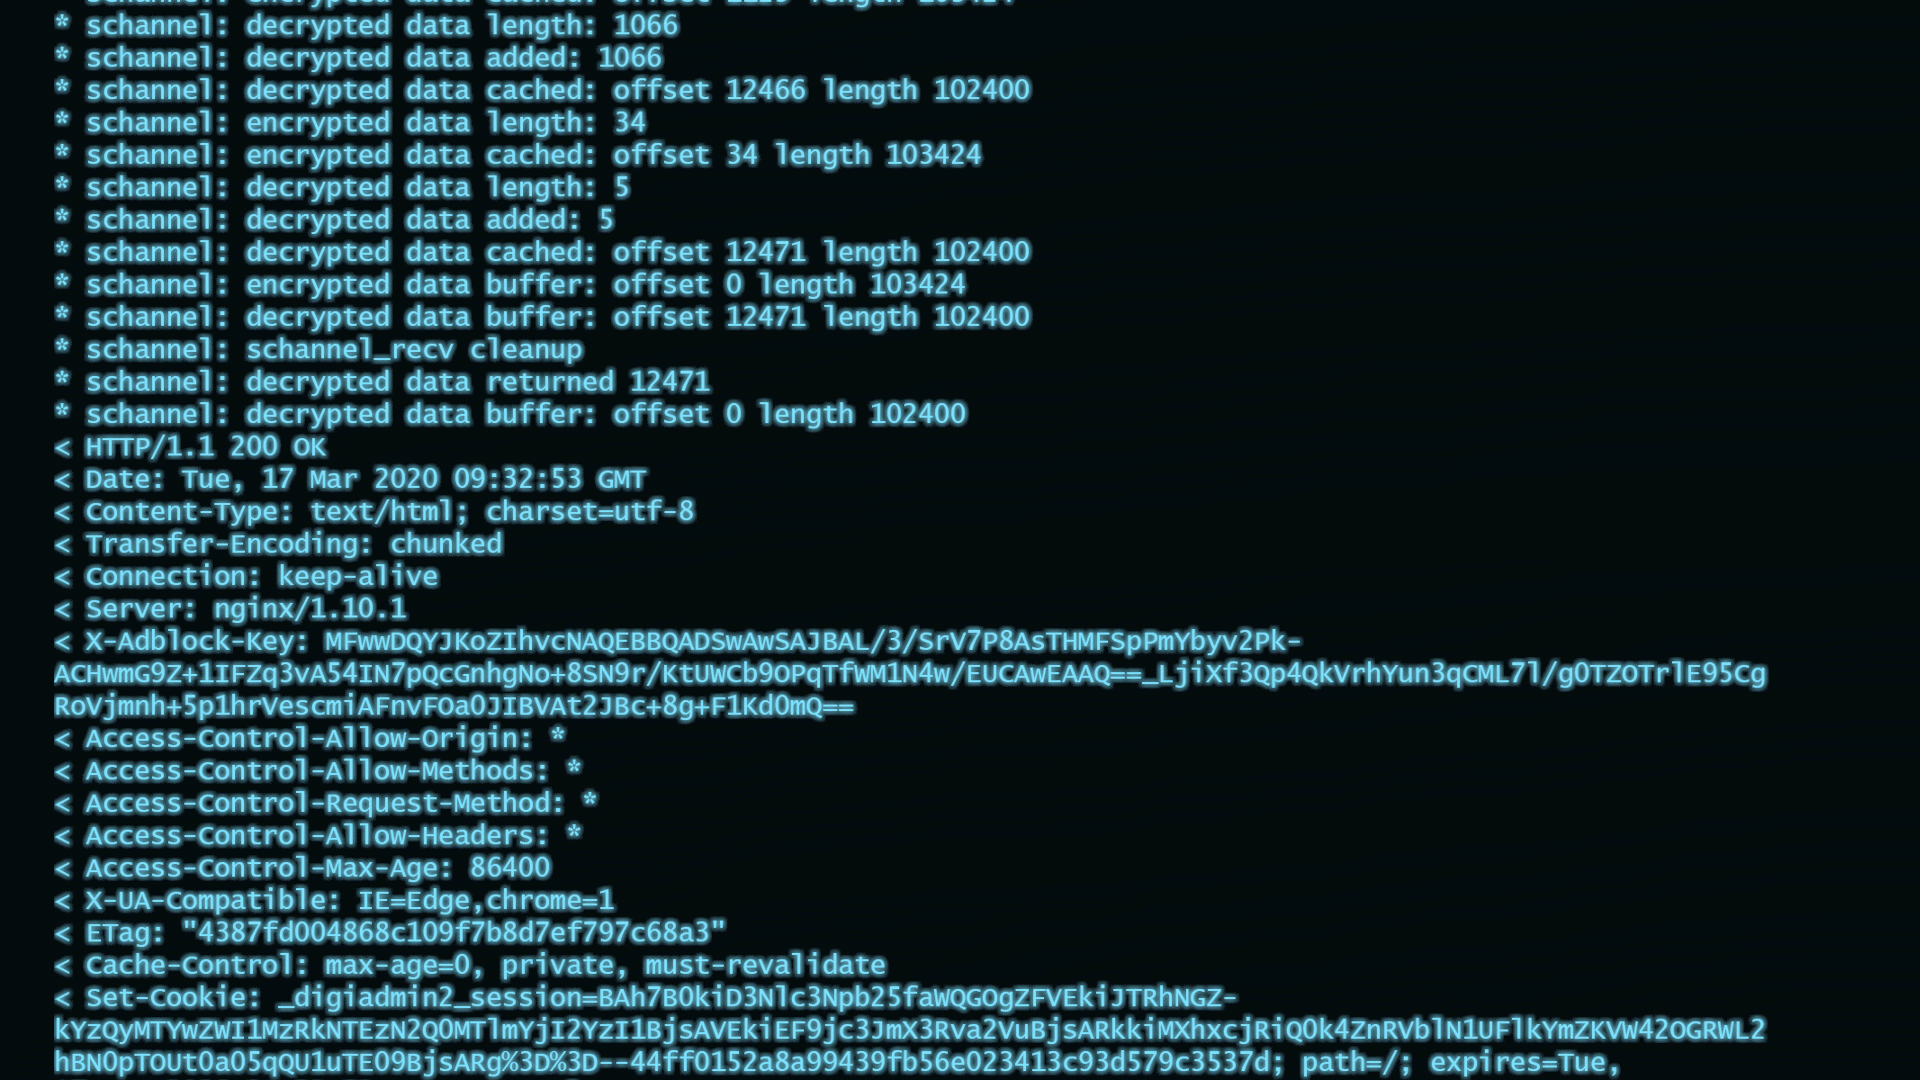 * schannel: encrypted data cached: offset 1129 length 103424
* schannel: decrypted data length: 1066
* schannel: decrypted data added: 1066
* schannel: decrypted data cached: offset 12466 length 102400
* schannel: encrypted data length: 34
* schannel: encrypted data cached: offset 34 length 103424
* schannel: decrypted data length: 5
* schannel: decrypted data added: 5
* schannel: decrypted data cached: offset 12471 length 102400
* schannel: encrypted data buffer: offset 0 length 103424
* schannel: decrypted data buffer: offset 12471 length 102400
* schannel: schannel_recv cleanup
* schannel: decrypted data returned 12471
* schannel: decrypted data buffer: offset 0 length 102400
< HTTP/1.1 200 OK
< Date: Tue, 17 Mar 2020 09:32:53 GMT
< Content-Type: text/html; charset=utf-8
< Transfer-Encoding: chunked
< Connection: keep-alive
< Server: nginx/1.10.1
< X-Adblock-Key: MFwwDQYJKoZIhvcNAQEBBQADSwAwSAJBAL/3/SrV7P8AsTHMFSpPmYbyv2Pk-
ACHwmG9Z+1IFZq3vA54IN7pQcGnhgNo+8SN9r/KtUWCb9OPqTfWM1N4w/EUCAwEAAQ==_LjiXf3Qp4QkVrhYun3qCML7l/g0TZOTrlE95Cg
RoVjmnh+5p1hrVescmiAFnvFOa0JIBVAt2JBc+8g+F1Kd0mQ==
< Access-Control-Allow-Origin: *
< Access-Control-Allow-Methods: *
< Access-Control-Request-Method: *
< Access-Control-Allow-Headers: *
< Access-Control-Max-Age: 86400
< X-UA-Compatible: IE=Edge,chrome=1
< ETag: "4387fd004868c109f7b8d7ef797c68a3"
< Cache-Control: max-age=0, private, must-revalidate
< Set-Cookie: _digiadmin2_session=BAh7B0kiD3Nlc3Npb25faWQGOgZFVEkiJTRhNGZ-
kYzQyMTYwZWI1MzRkNTEzN2Q0MTlmYjI2YzI1BjsAVEkiEF9jc3JmX3Rva2VuBjsARkkiMXhxcjRiQ0k4ZnRVblN1UFlkYmZKVW42OGRWL2
hBN0pTOUt0a05qQU1uTE09BjsARg%3D%3D--44ff0152a8a99439fb56e023413c93d579c3537d; path=/; expires=Tue,